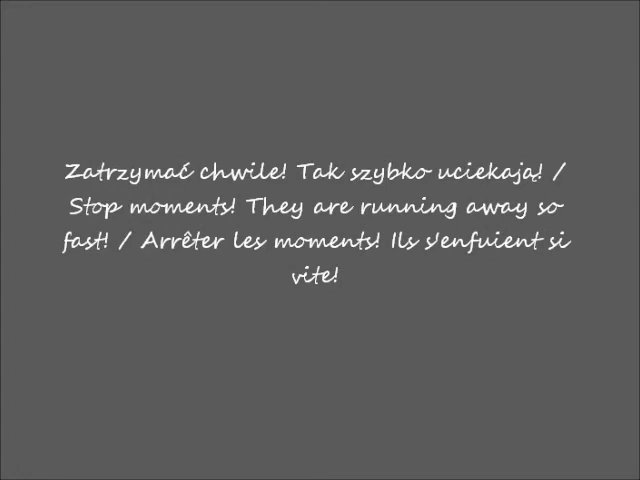 Zatrzymać chwile! Tak szybko uciekają! /
Stop moments! They are running away so
fast! / Arrêter les moments! Ils s'enfuient si
vite!